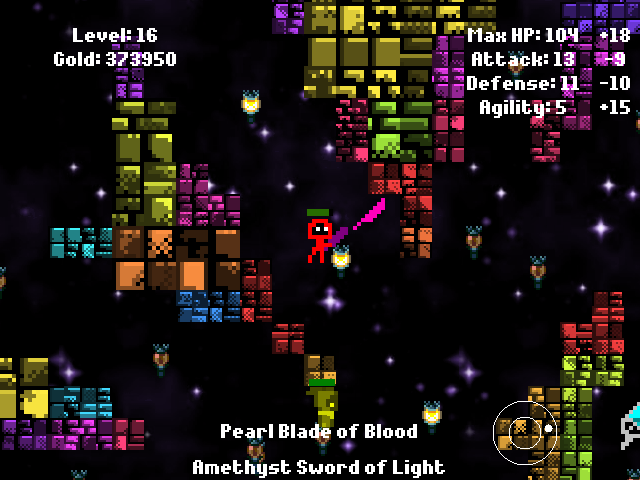 Level: 16
Gold: 373950
Max HP: 104 +18
Attack: 13 -9
Defense: 11 -10
Agility: 5 +15
Pearl Blade of Blood
Amethyst Sword of Light